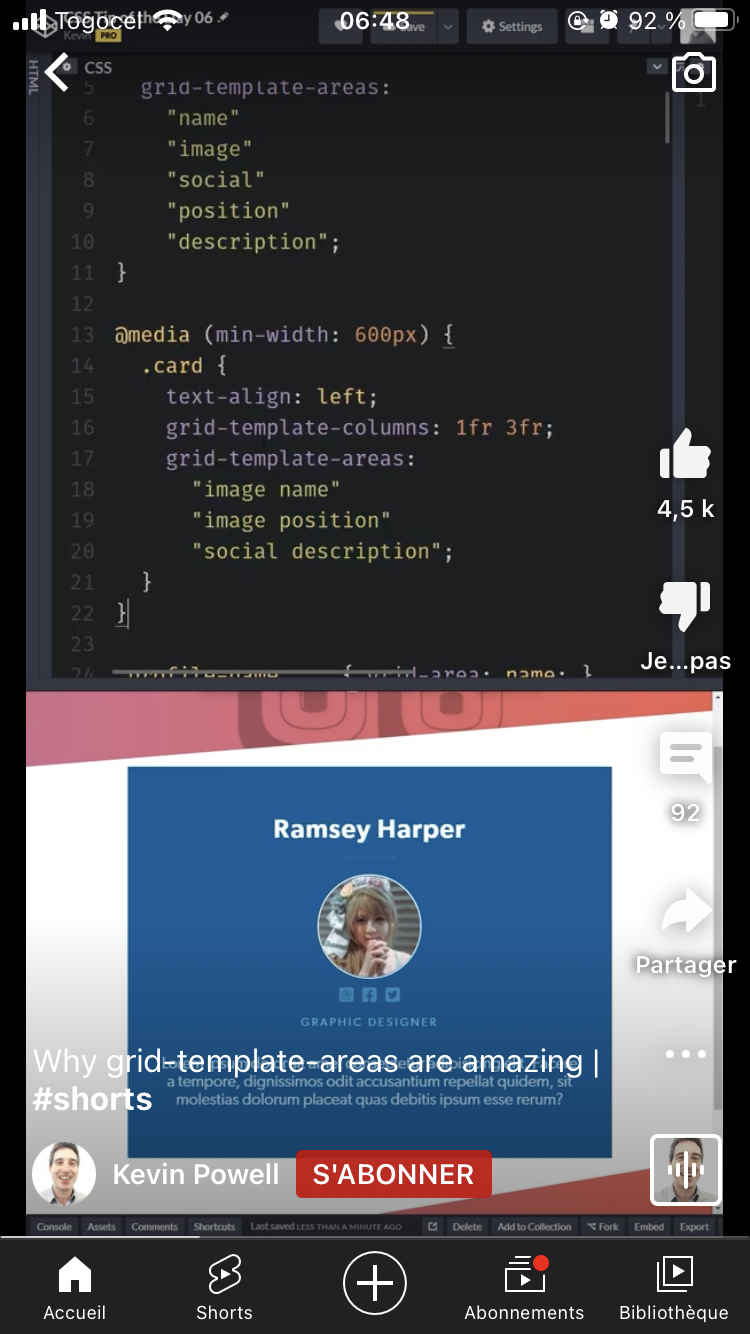 Togocel 06:48 92 %
CSS Tip of the Day 06
Kevin PRO Save Settings
HTML
CSS
1
5 grid-template-areas:
6 "name"
7 "image"
8 "social"
9 "position"
10 "description";
11 }
12
13 @media (min-width: 600px) {
14 .card {
15 text-align: left;
16 grid-template-columns: 1fr 3fr;
17 grid-template-areas:
18 "image name"
19 "image position"
20 "social description";
21 }
22 }
23
24 .profile-name { grid-area: name; }
4,5 k
Je...pas
92
Partager
Ramsey Harper
GRAPHIC DESIGNER
Why grid-template-areas are amazing |
#shorts
a tempore, dignissimos odit accusantium repellat quidem, sit
molestias dolorum placeat quas debitis ipsum esse rerum?
Kevin Powell S'ABONNER
Console Assets Comments Shortcuts Last saved LESS THAN A MINUTE AGO Delete Add to Collection Fork Embed Export
Accueil Shorts Abonnements Bibliothèque